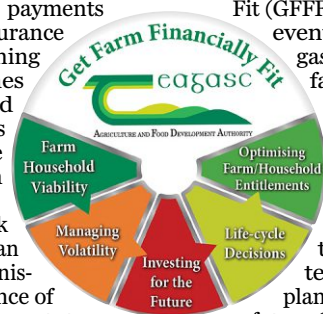 payments
urance
ning
nes
d
s
e
n
k
an
nis-
nce of
Fit (GFFF
event
gas
fa
t
te
plan
Get Farm Financially Fit
eagasc
AGRICULTURE AND FOOD DEVELOPMENT AUTHORITY
Farm
Household
Viability
Managing
Volatility
Investing
for the
Future
Life-cycle
Decisions
Optimising
Farm/Household
Entitlements